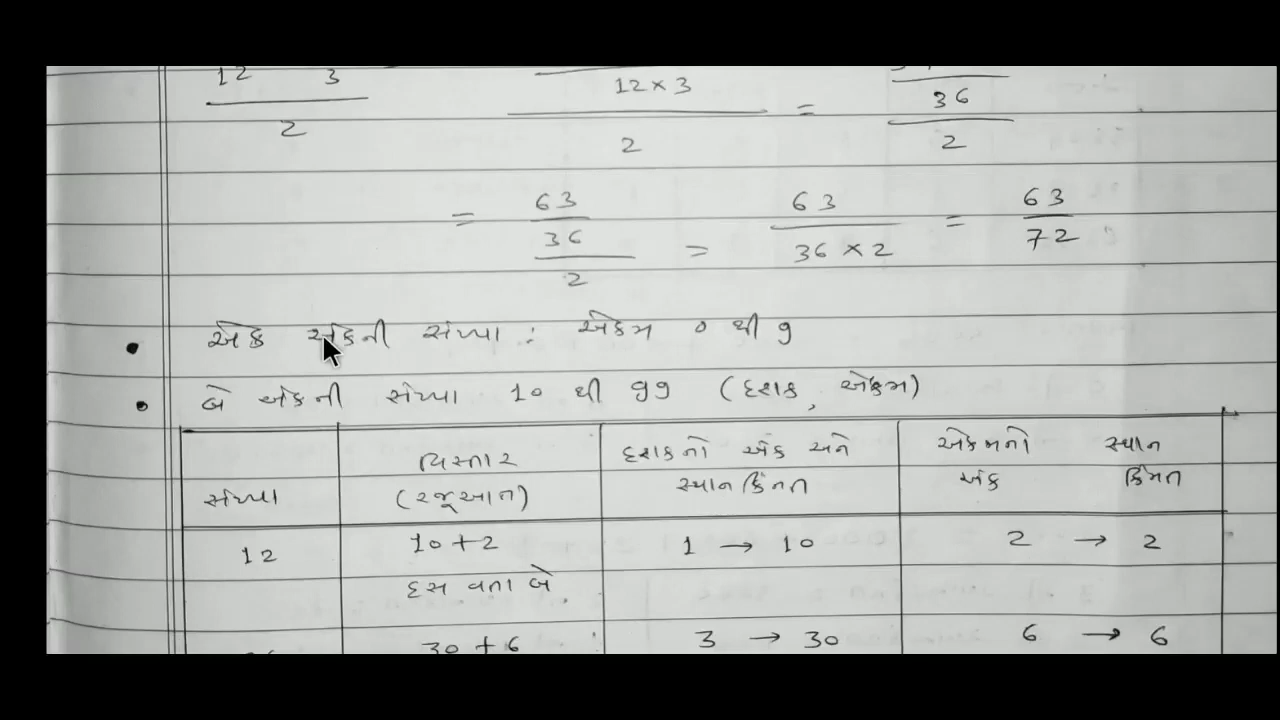 12 3 12 × 3 = 36
2 2 2
= 63/36/2 = 63/36 × 2 = 63/72
• એક અંકની સંખ્યા : એકમ 0 થી 9
• બે અંકની સંખ્યા 10 થી 99 (દશક, એકમ)
સંખ્યા વિસ્તાર (રજૂઆત) દશકનો અંક અને સ્થાન કિંમત એકમનો અંક સ્થાન કિંમત
12 10 + 2 1 → 10 2 → 2
દસ વત્તા બે
30 + 6 3 → 30 6 → 6